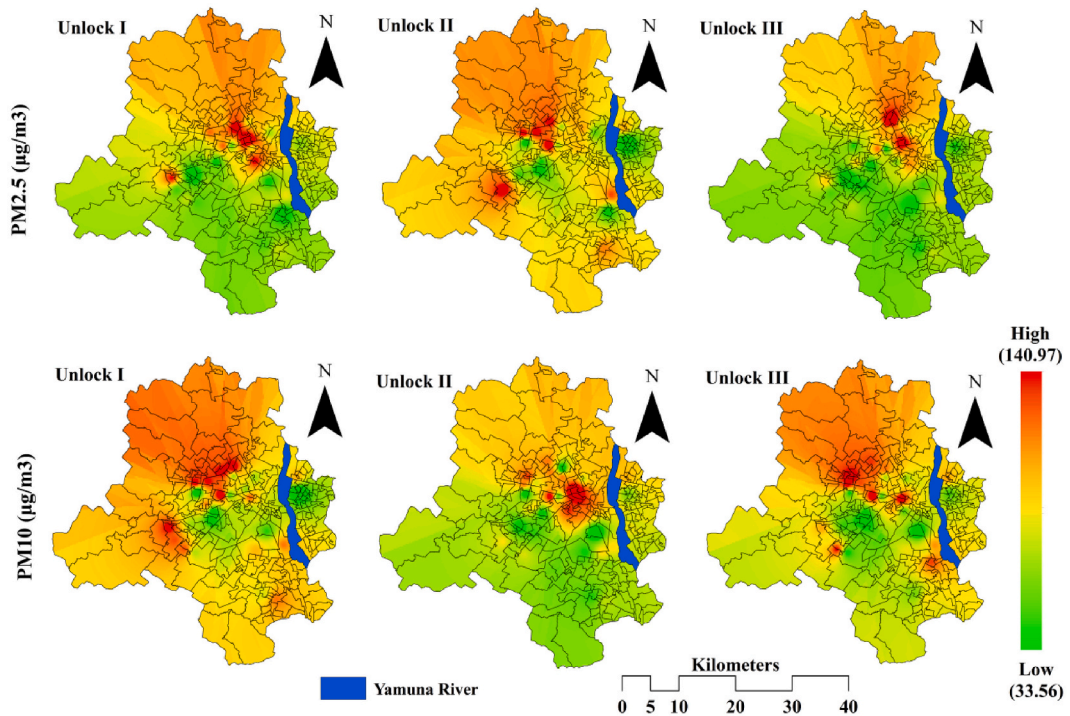 Unlock I
N
Unlock II
N
Unlock III
N
PM2.5 (µg/m3)
Unlock I
N
Unlock II
N
Unlock III
N
PM10 (µg/m3)
High
(140.97)
Low
(33.56)
Yamuna River
Kilometers
0 5 10 20 30 40